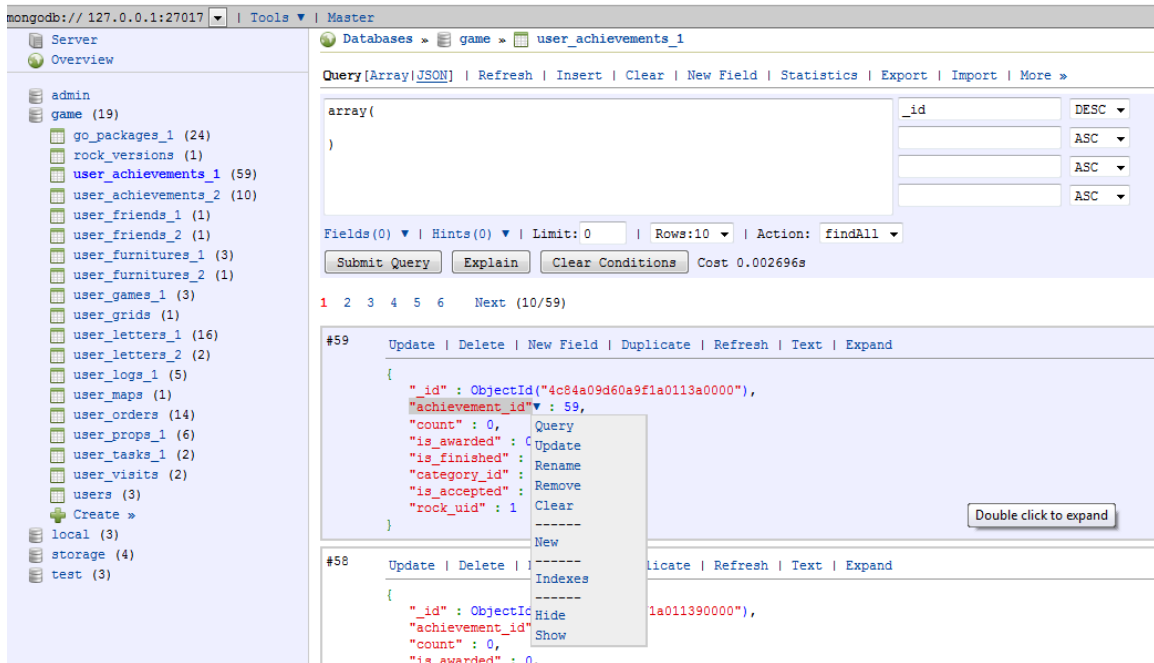 mongodb:// 127.0.0.1:27017 ▼ | Tools ▼ | Master
Server
Overview
admin
game (19)
go_packages_1 (24)
rock_versions (1)
user_achievements_1 (59)
user_achievements_2 (10)
user_friends_1 (1)
user_friends_2 (1)
user_furnitures_1 (3)
user_furnitures_2 (1)
user_games_1 (3)
user_grids (1)
user_letters_1 (16)
user_letters_2 (2)
user_logs_1 (5)
user_maps (1)
user_orders (14)
user_props_1 (6)
user_tasks_1 (2)
user_visits (2)
users (3)
Create »
local (3)
storage (4)
test (3)
Databases » game » user_achievements_1
Query[Array|JSON] | Refresh | Insert | Clear | New Field | Statistics | Export | Import | More »
array(
)
_id DESC ▼
ASC ▼
ASC ▼
ASC ▼
Fields(0) ▼ | Hints(0) ▼ | Limit: 0 | Rows:10 ▼ | Action: findAll ▼
Submit Query Explain Clear Conditions Cost 0.002696s
1 2 3 4 5 6 Next (10/59)
#59 Update | Delete | New Field | Duplicate | Refresh | Text | Expand
{
"_id" : ObjectId("4c84a09d60a9f1a0113a0000"),
"achievement_id"▼ : 59,
"count" : 0,
"is_awarded" :
"is_finished" :
"category_id" :
"is_accepted" :
"rock_uid" : 1
}
Query
Update
Rename
Remove
Clear
------
New
------
Indexes
------
Hide
Show
Double click to expand
#58 Update | Delete | licate | Refresh | Text | Expand
{
"_id" : ObjectId 1a011390000"),
"achievement_id"
"count" : 0,
"is_awarded" : 0,